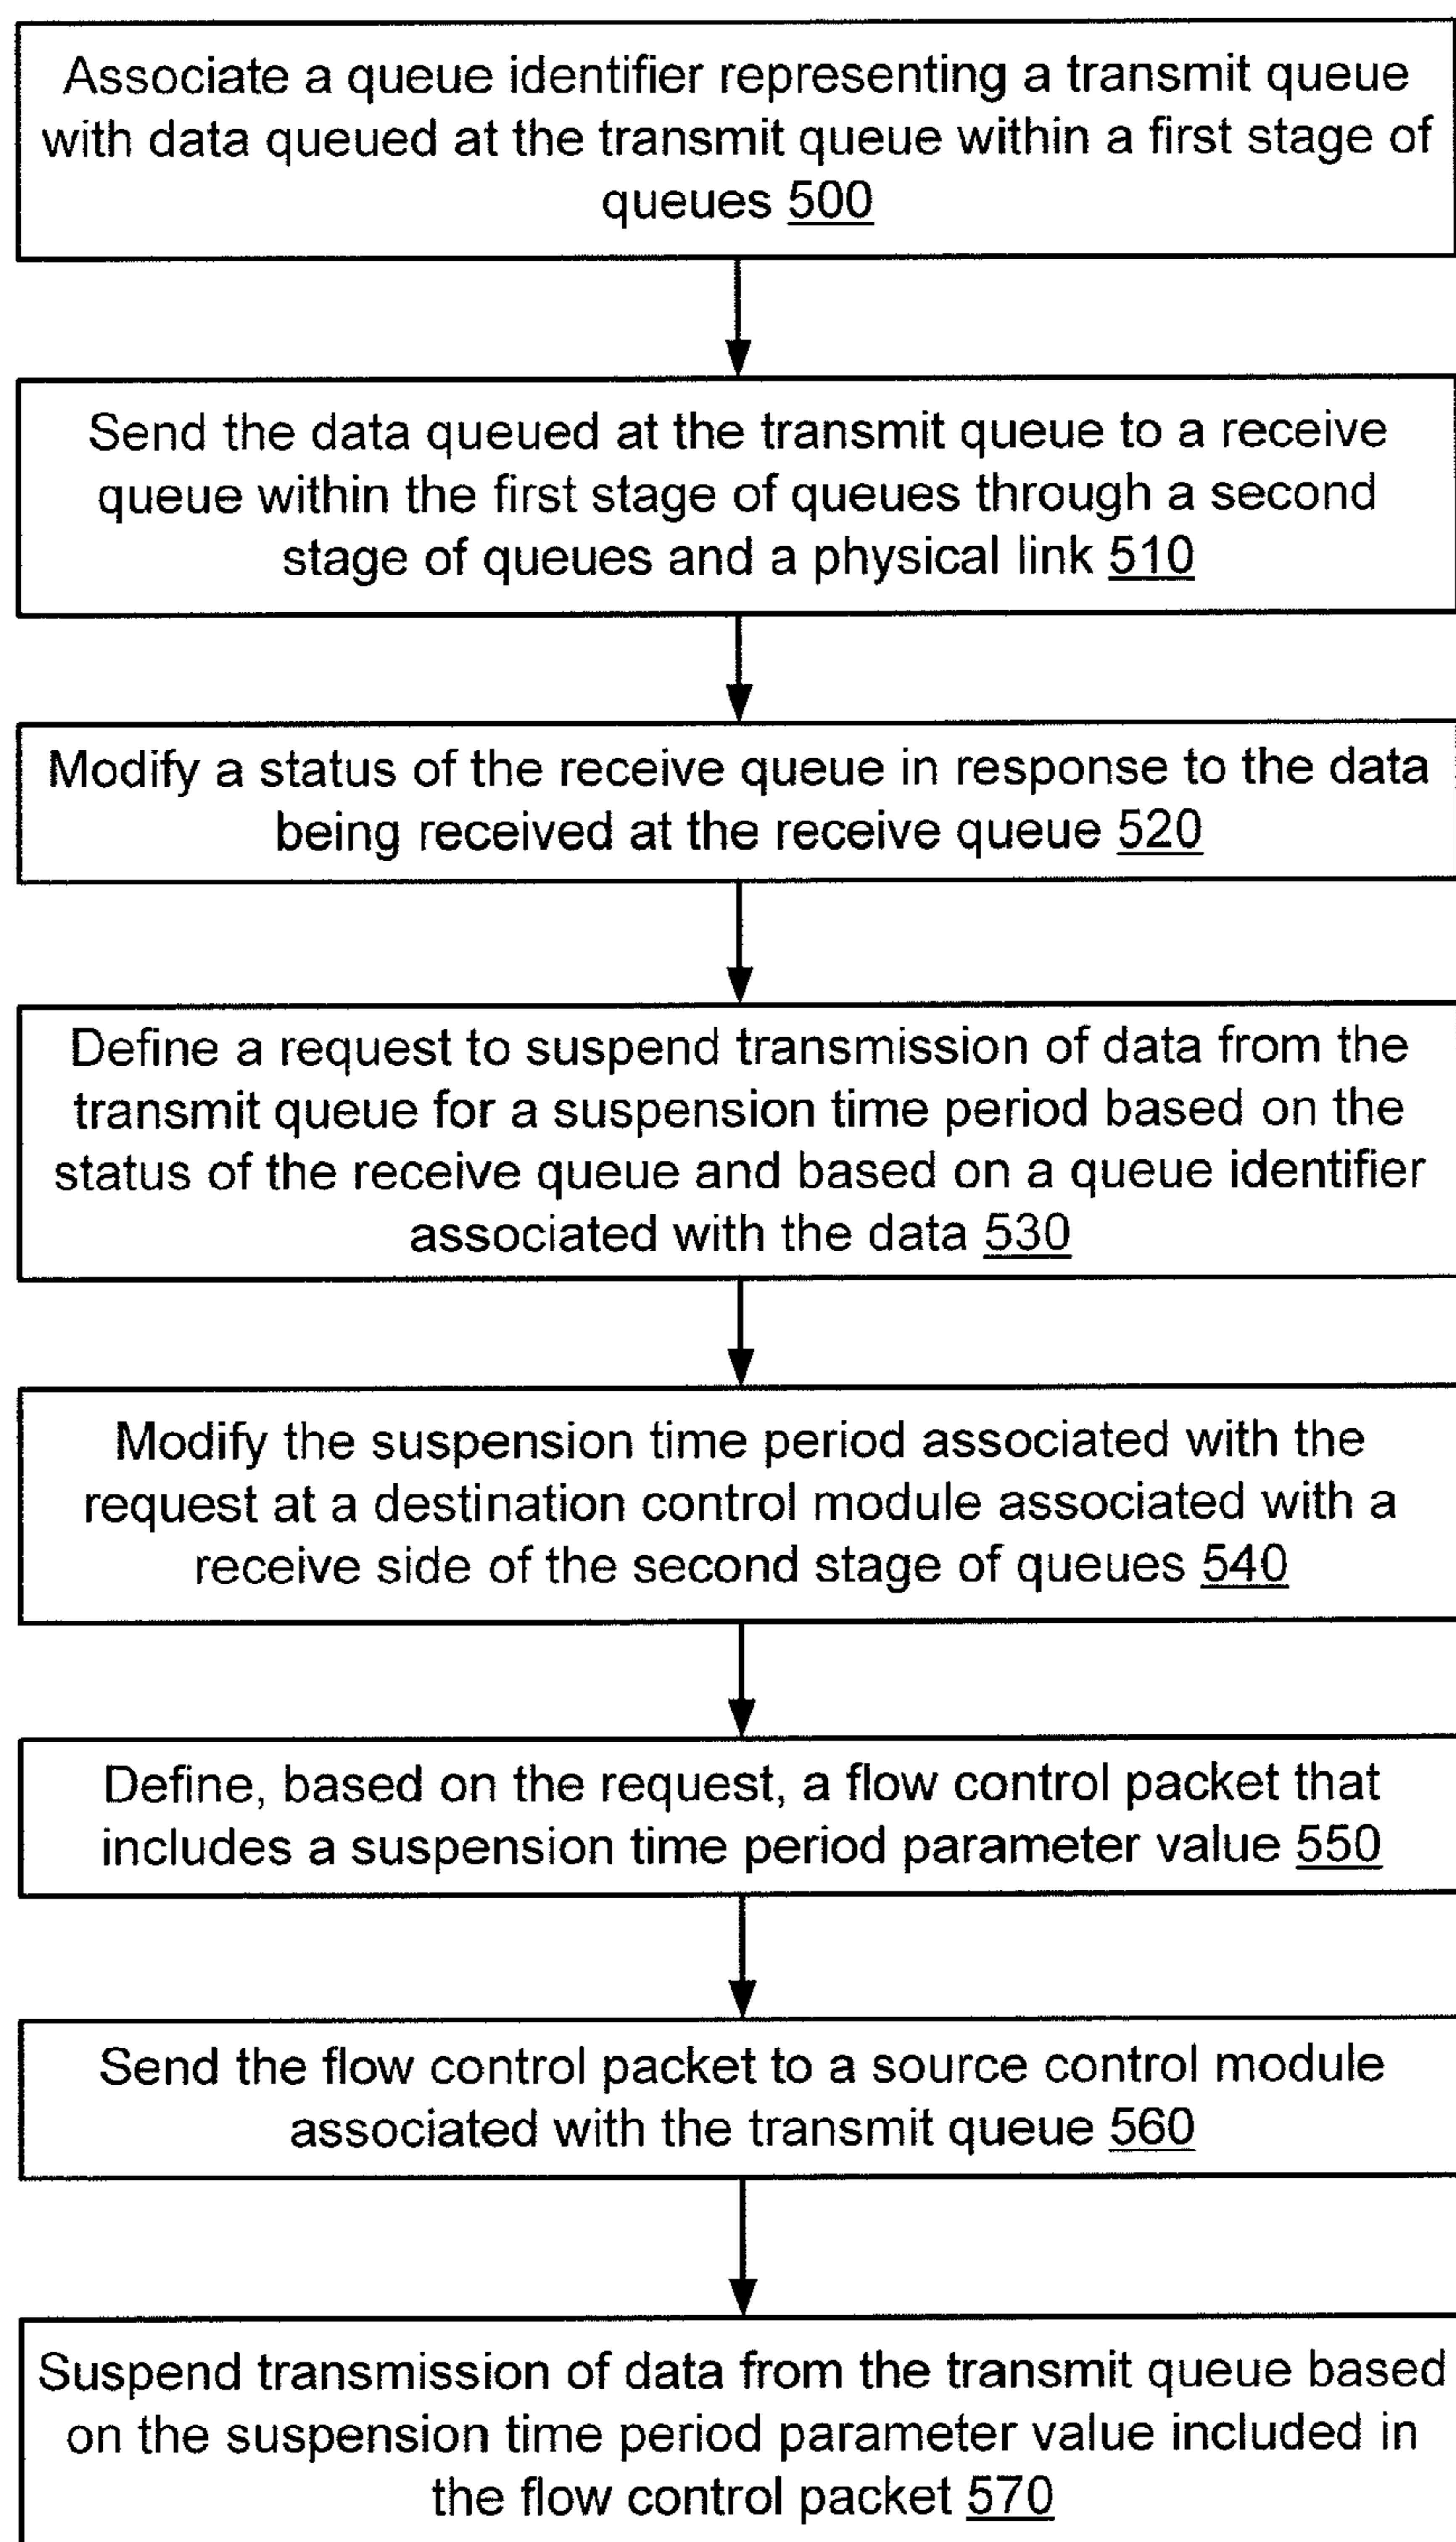 Associate a queue identifier representing a transmit queue
with data queued at the transmit queue within a first stage of
queues 500
Send the data queued at the transmit queue to a receive
queue within the first stage of queues through a second
stage of queues and a physical link 510
Modify a status of the receive queue in response to the data
being received at the receive queue 520
Define a request to suspend transmission of data from the
transmit queue for a suspension time period based on the
status of the receive queue and based on a queue identifier
associated with the data 530
Modify the suspension time period associated with the
request at a destination control module associated with a
receive side of the second stage of queues 540
Define, based on the request, a flow control packet that
includes a suspension time period parameter value 550
Send the flow control packet to a source control module
associated with the transmit queue 560
Suspend transmission of data from the transmit queue based
on the suspension time period parameter value included in
the flow control packet 570